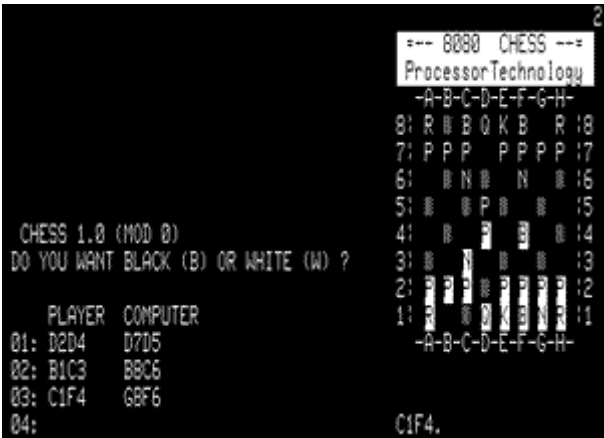 2
=-- 8080 CHESS --=
ProcessorTechnology
-A-B-C-D-E-F-G-H-
8: R B Q K B R :8
7: P P P P P P P :7
6: N N :6
5: P :5
4: P B :4
3: N :3
2: P P P P P P P :2
1: R Q K B N R :1
-A-B-C-D-E-F-G-H-
CHESS 1.0 (MOD 0)
DO YOU WANT BLACK (B) OR WHITE (W) ?
PLAYER COMPUTER
01: D2D4 D7D5
02: B1C3 B8C6
03: C1F4 G8F6
04:
C1F4.